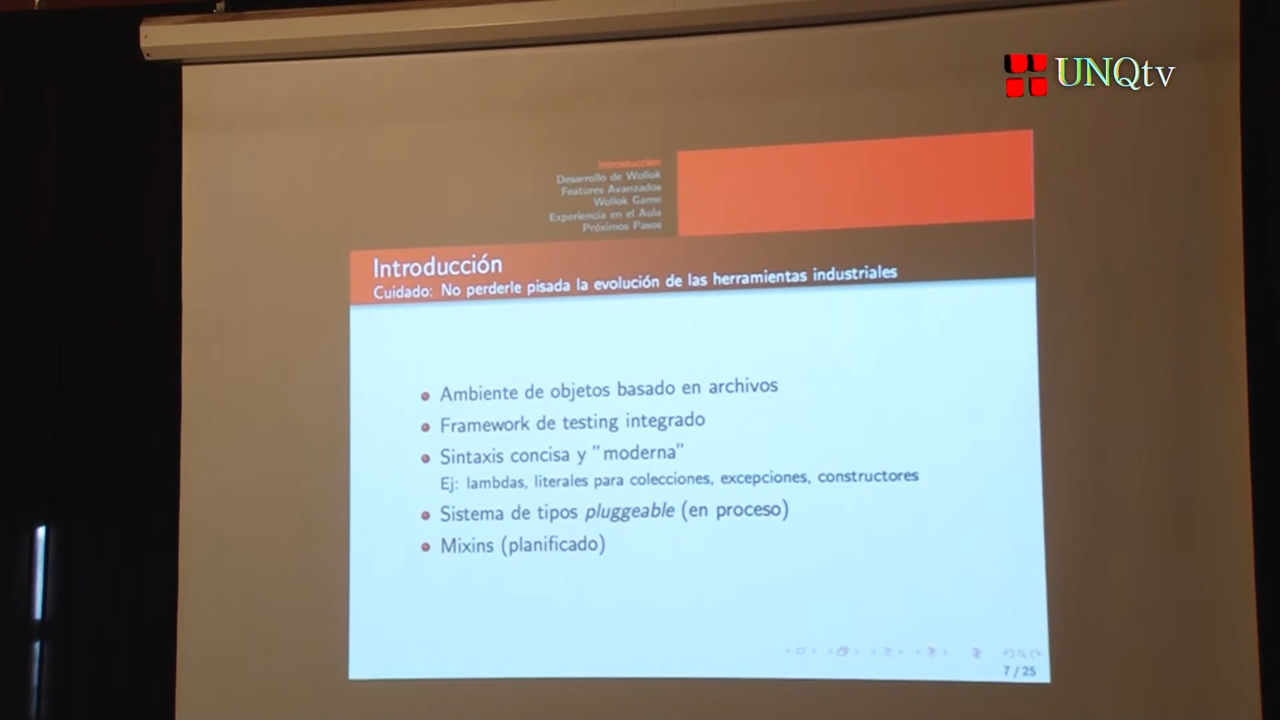 UNQtv
Introducción
Desarrollo de Wollok
Features Avanzados
Wollok Game
Experiencia en el Aula
Próximos Pasos
Introducción
Cuidado: No perderle pisada la evolución de las herramientas industriales
Ambiente de objetos basado en archivos
Framework de testing integrado
Sintaxis concisa y "moderna"
Ej: lambdas, literales para colecciones, excepciones, constructores
Sistema de tipos pluggeable (en proceso)
Mixins (planificado)
7 / 25